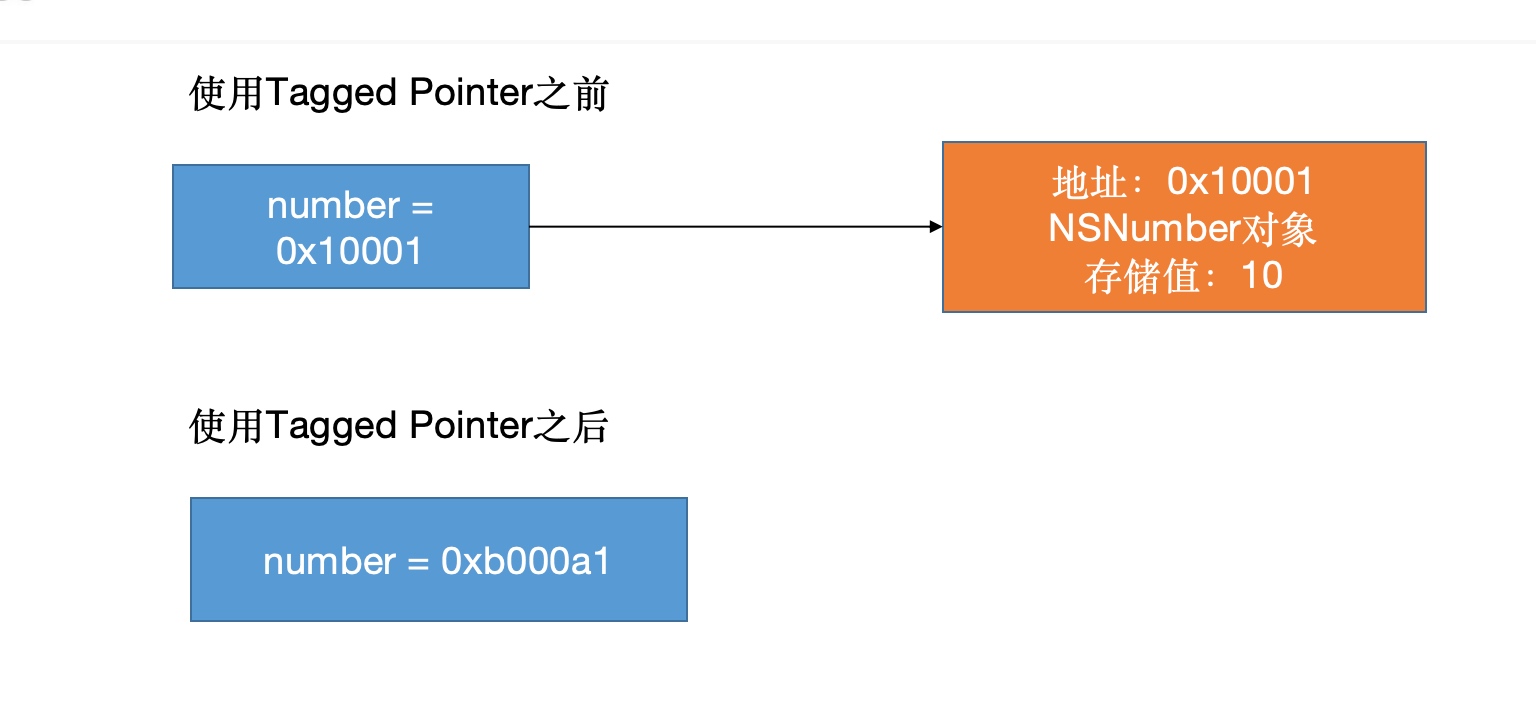 使用Tagged Pointer之前
number =
0x10001
地址：0x10001
NSNumber对象
存储值：10
使用Tagged Pointer之后
number = 0xb000a1